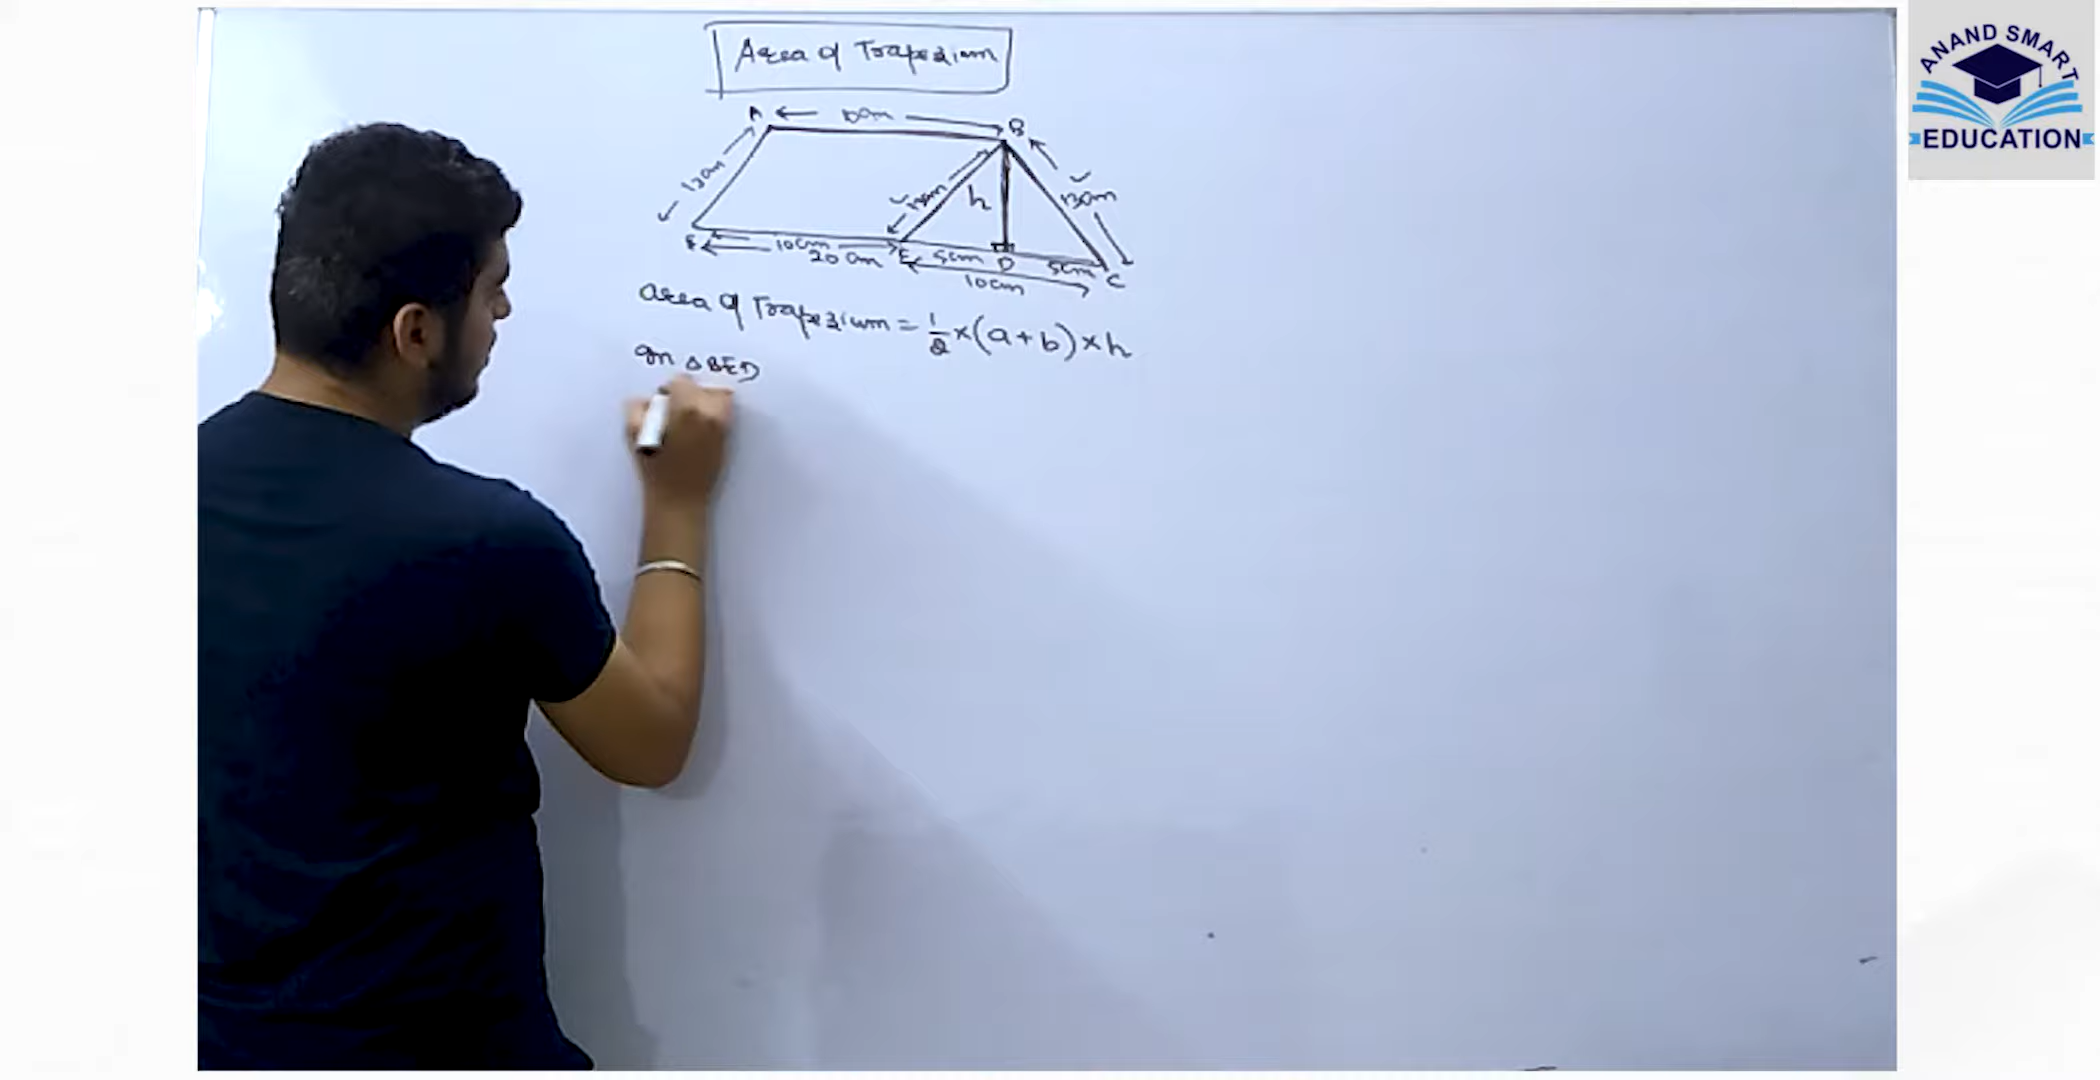 ANAND SMART
EDUCATION
Area of Trapezium
A 10cm B
13cm 13cm h 13cm
F 10cm E 5cm D 5cm C
20cm 10cm
Area of Trapezium = 1/2 × (a + b) × h
In △BED